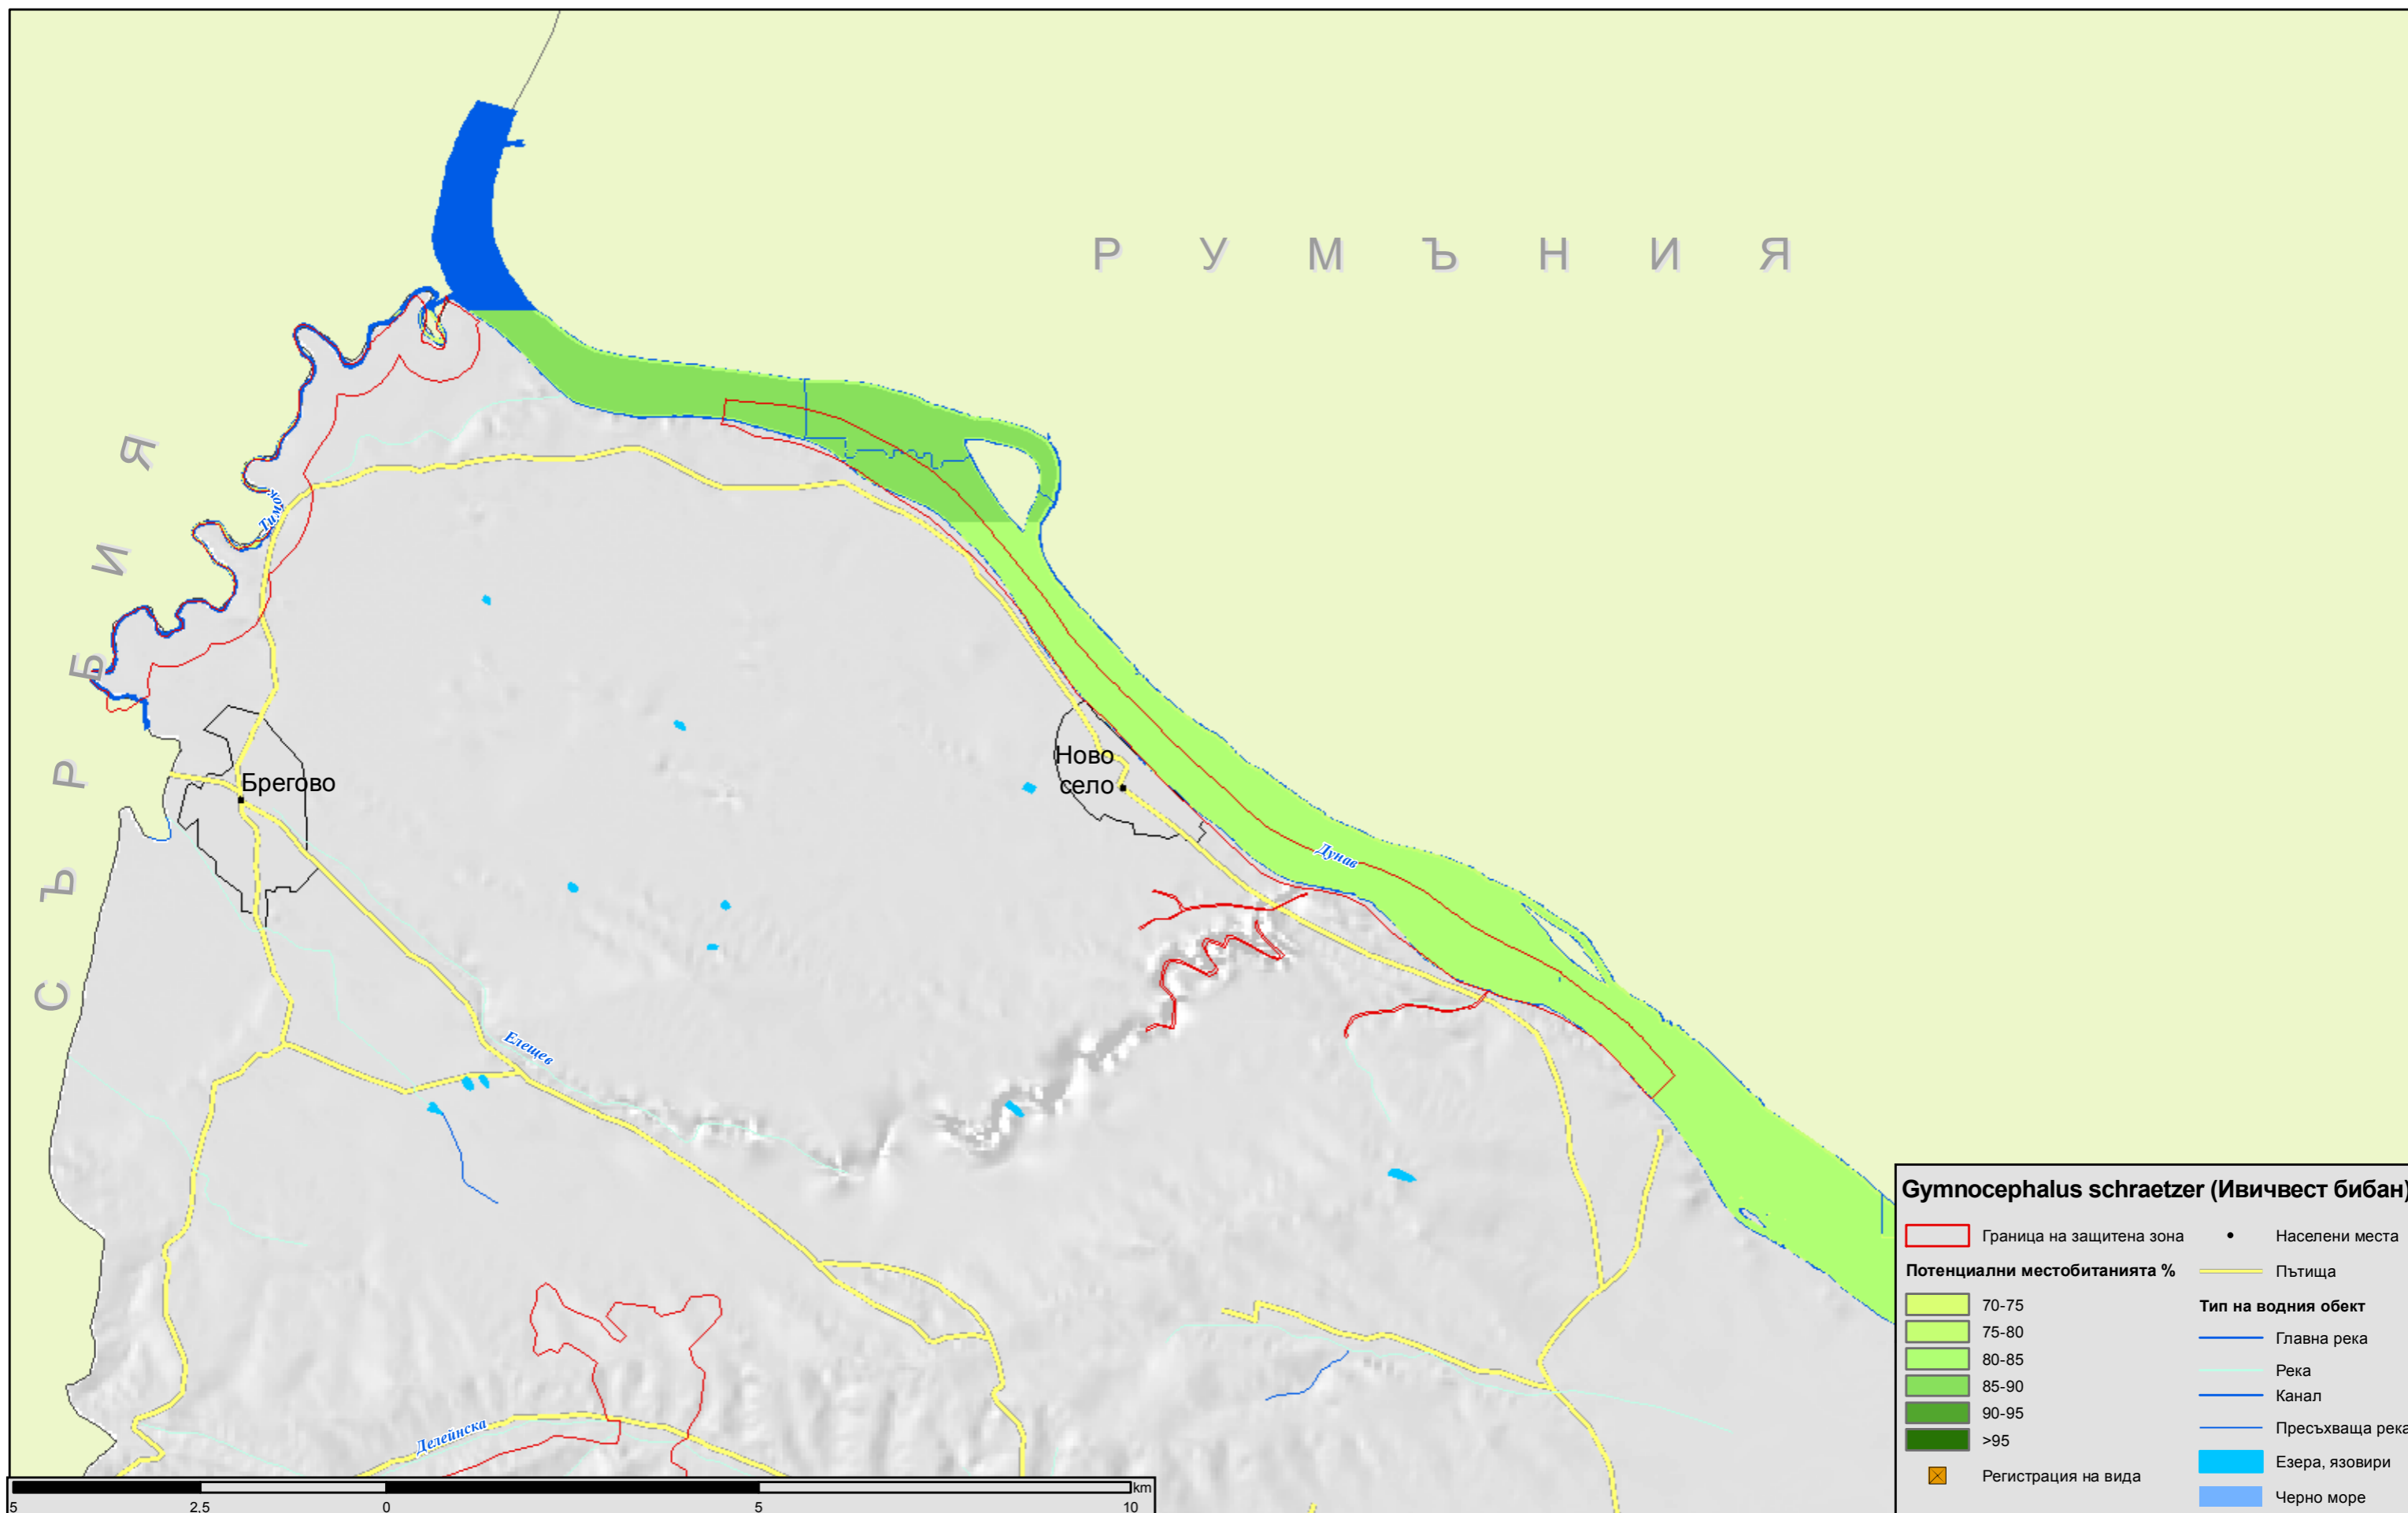 РУМЪНИЯ
СЪРБИЯ
Тимок
Ново
село
Брегово
Дунав
Елешев
Делейнска
Gymnocephalus schraetzer (Ивичвест бибан)
Граница на защитена зона
Потенциални местобитанията %
70-75
75-80
80-85
85-90
90-95
>95
Регистрация на вида
Населени места
Пътища
Тип на водния обект
Главна река
Река
Канал
Пресъхваща река
Езера, язовири
Черно море
km
5 2,5 0 5 10